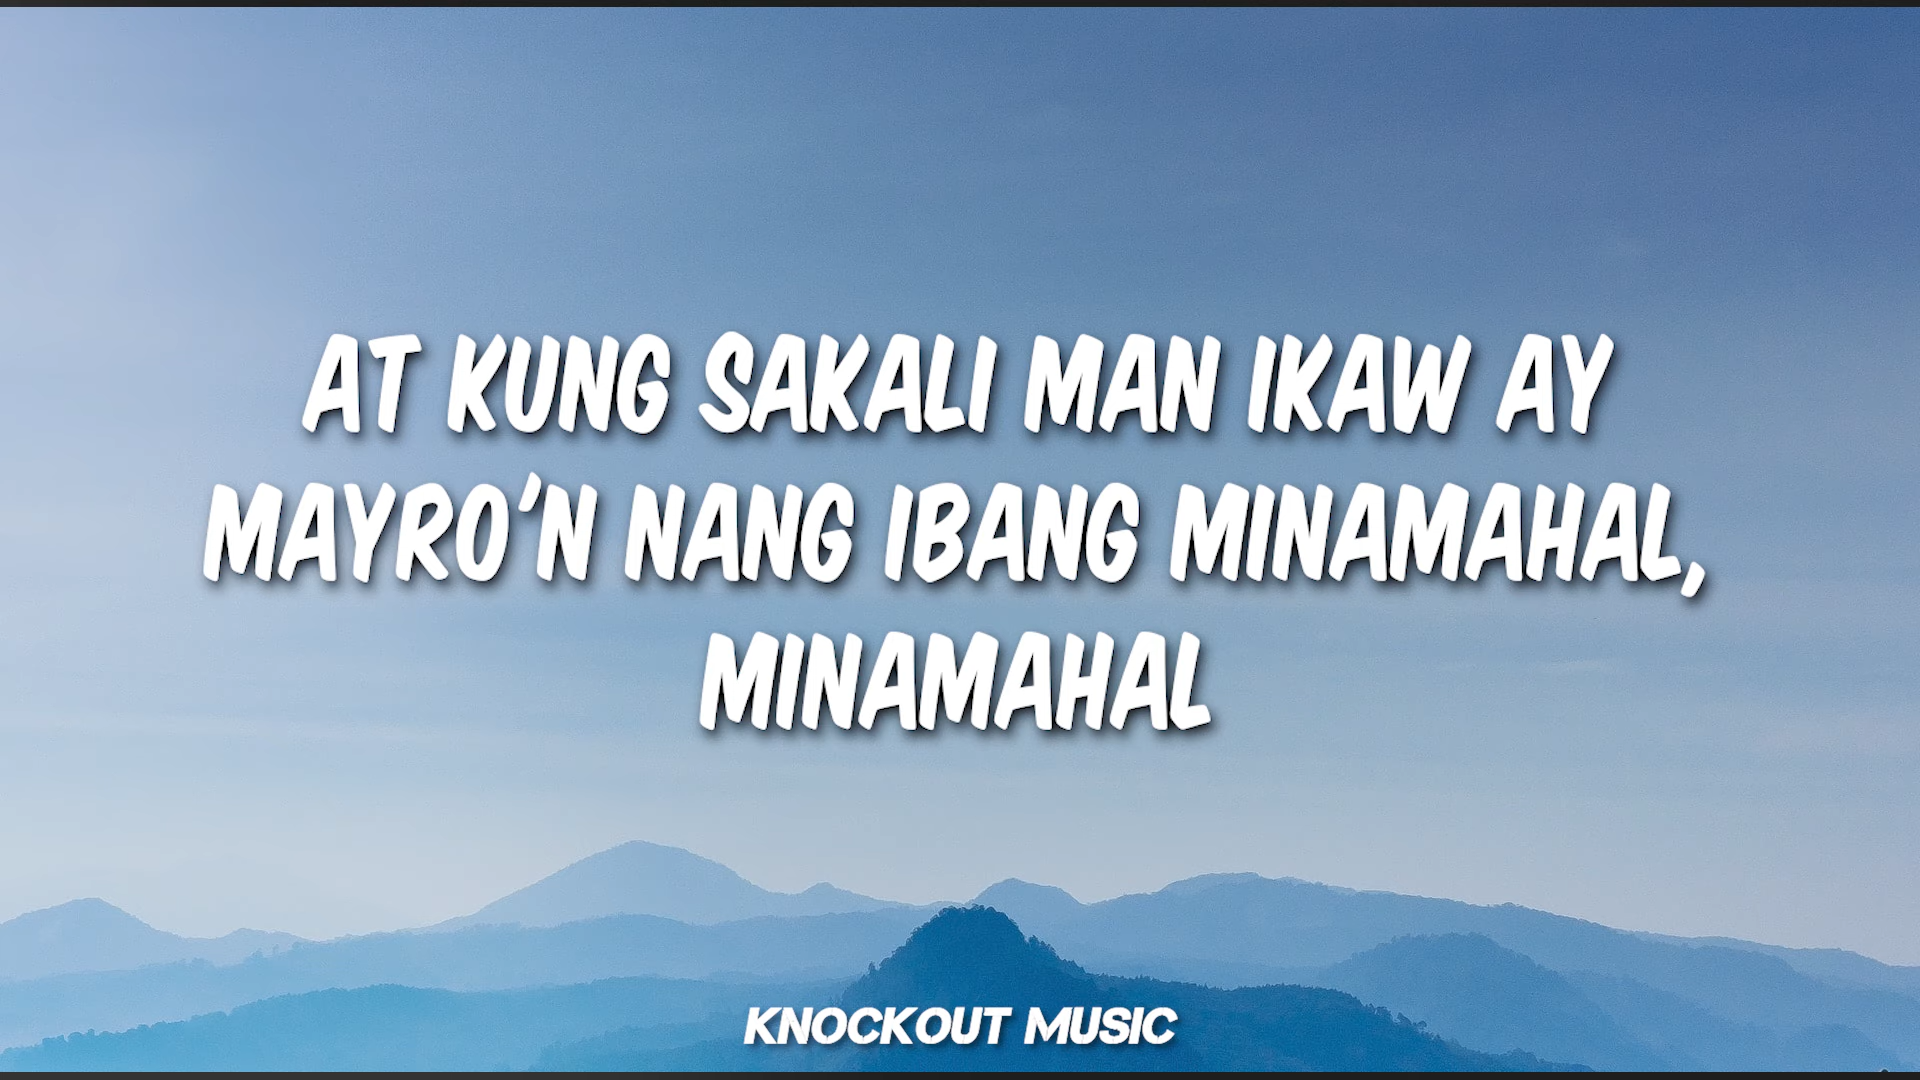 AT KUNG SAKALI MAN IKAW AY
MAYRO'N NANG IBANG MINAMAHAL,
MINAMAHAL
KNOCKOUT MUSIC